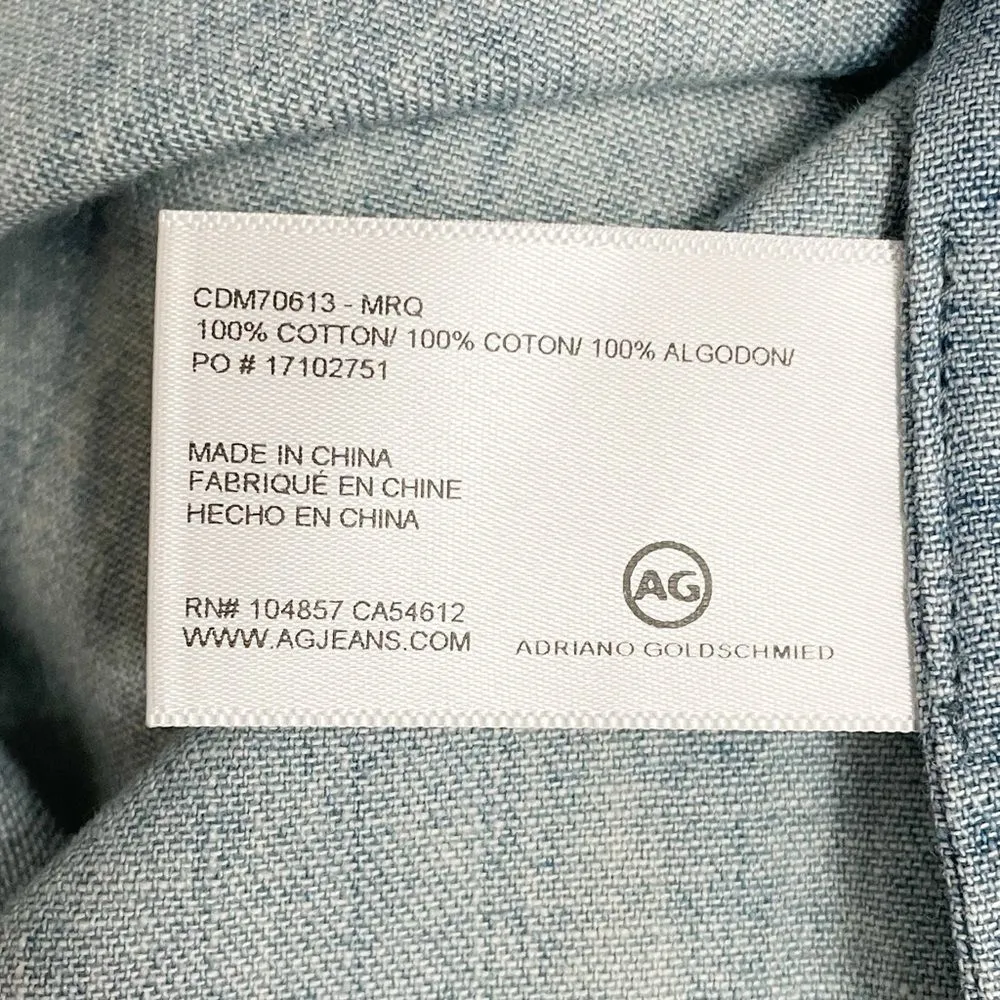 CDM70613 - MRQ
100% COTTON/ 100% COTON/ 100% ALGODON/
PO # 17102751
MADE IN CHINA
FABRIQUÉ EN CHINE
HECHO EN CHINA
RN# 104857 CA54612
WWW.AGJEANS.COM
AG
ADRIANO GOLDSCHMIED